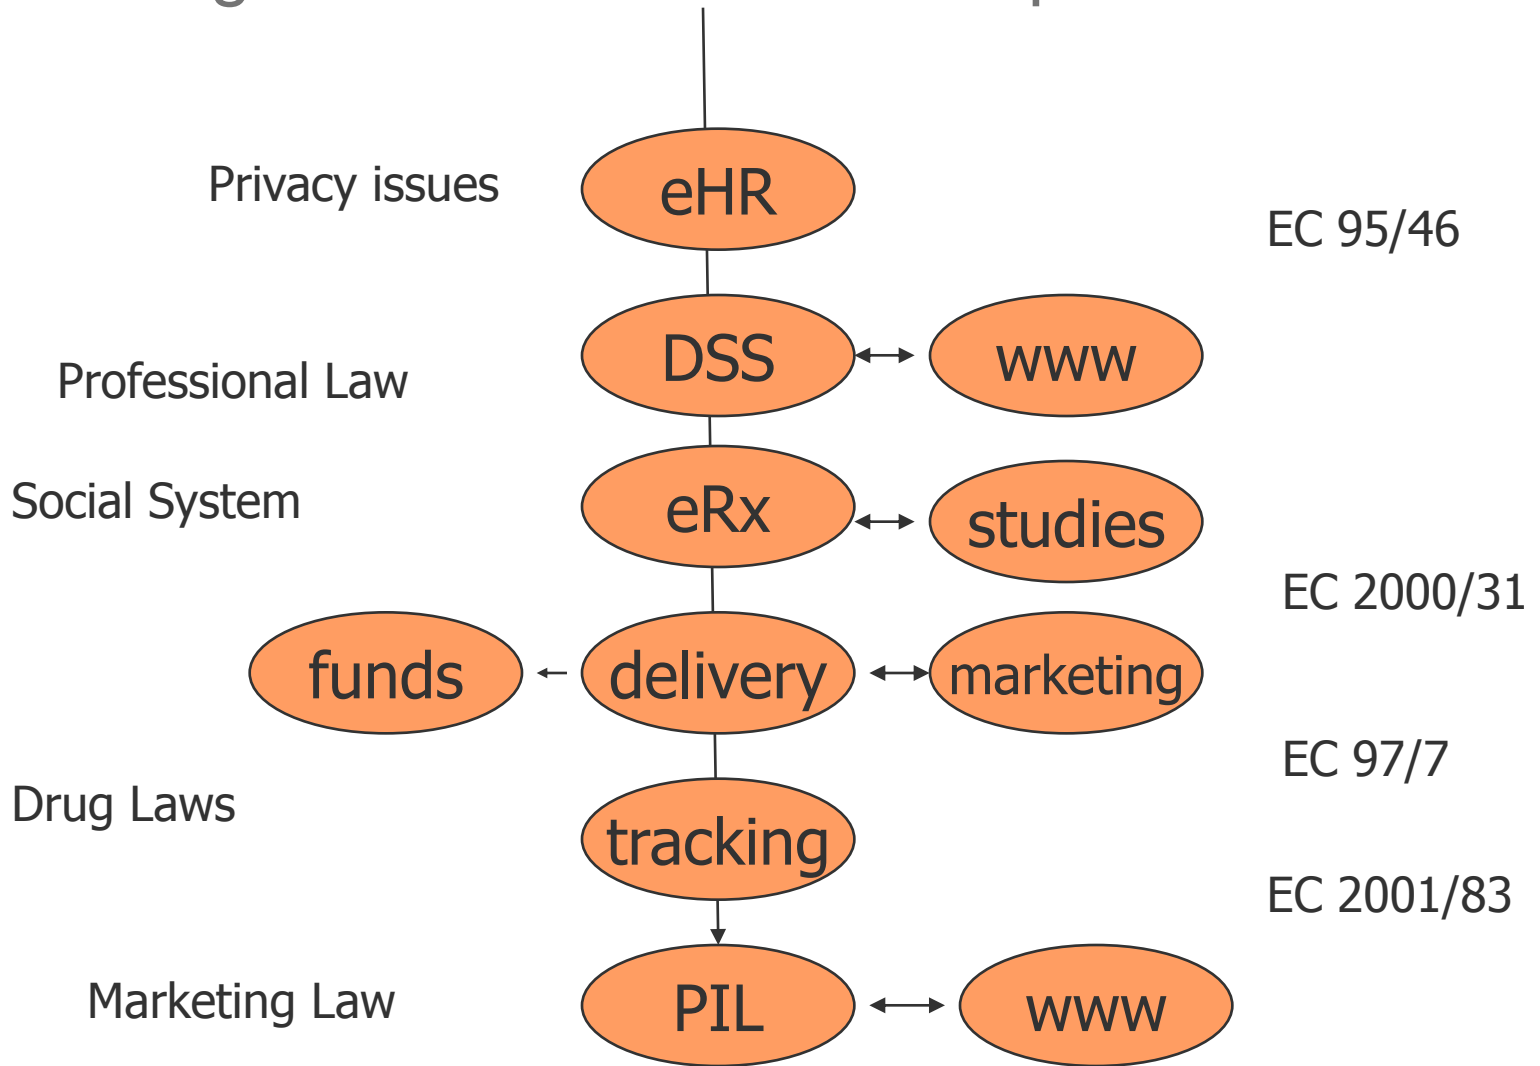 Privacy issues
eHR
EC 95/46
DSS
www
Professional Law
Social System
eRx
studies
EC 2000/31
funds
delivery
marketing
EC 97/7
Drug Laws
tracking
EC 2001/83
Marketing Law
PIL
www